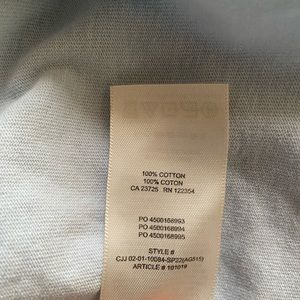 100% COTTON
100% COTON
CA 23725 RN 122354
PO 4500168993
PO 4500168994
PO 4500168995
STYLE #
CJJ 02-01-10084-SP22(AG515)
ARTICLE # 101019